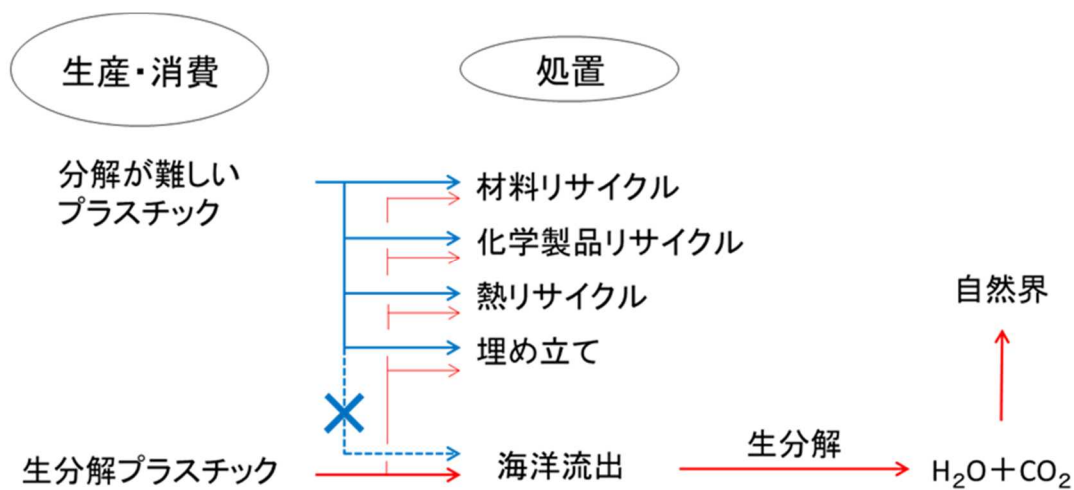 生産・消費
処置
分解が難しい
プラスチック
材料リサイクル
化学製品リサイクル
熱リサイクル
埋め立て
自然界
生分解プラスチック
海洋流出
生分解
H₂O＋CO₂